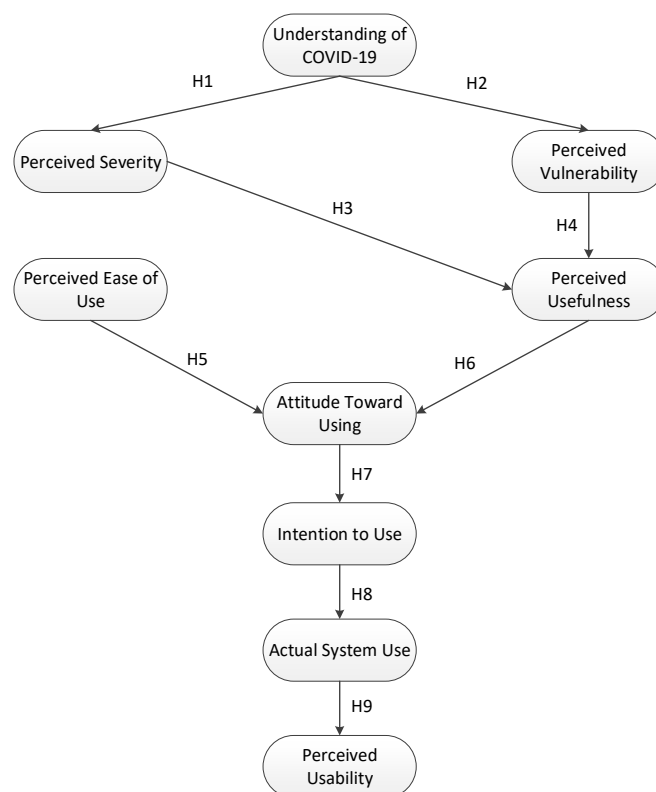 Understanding of
COVID-19
H1
H2
Perceived Severity
Perceived
Vulnerability
H3
H4
Perceived Ease of
Use
Perceived
Usefulness
H5
H6
Attitude Toward
Using
H7
Intention to Use
H8
Actual System Use
H9
Perceived
Usability